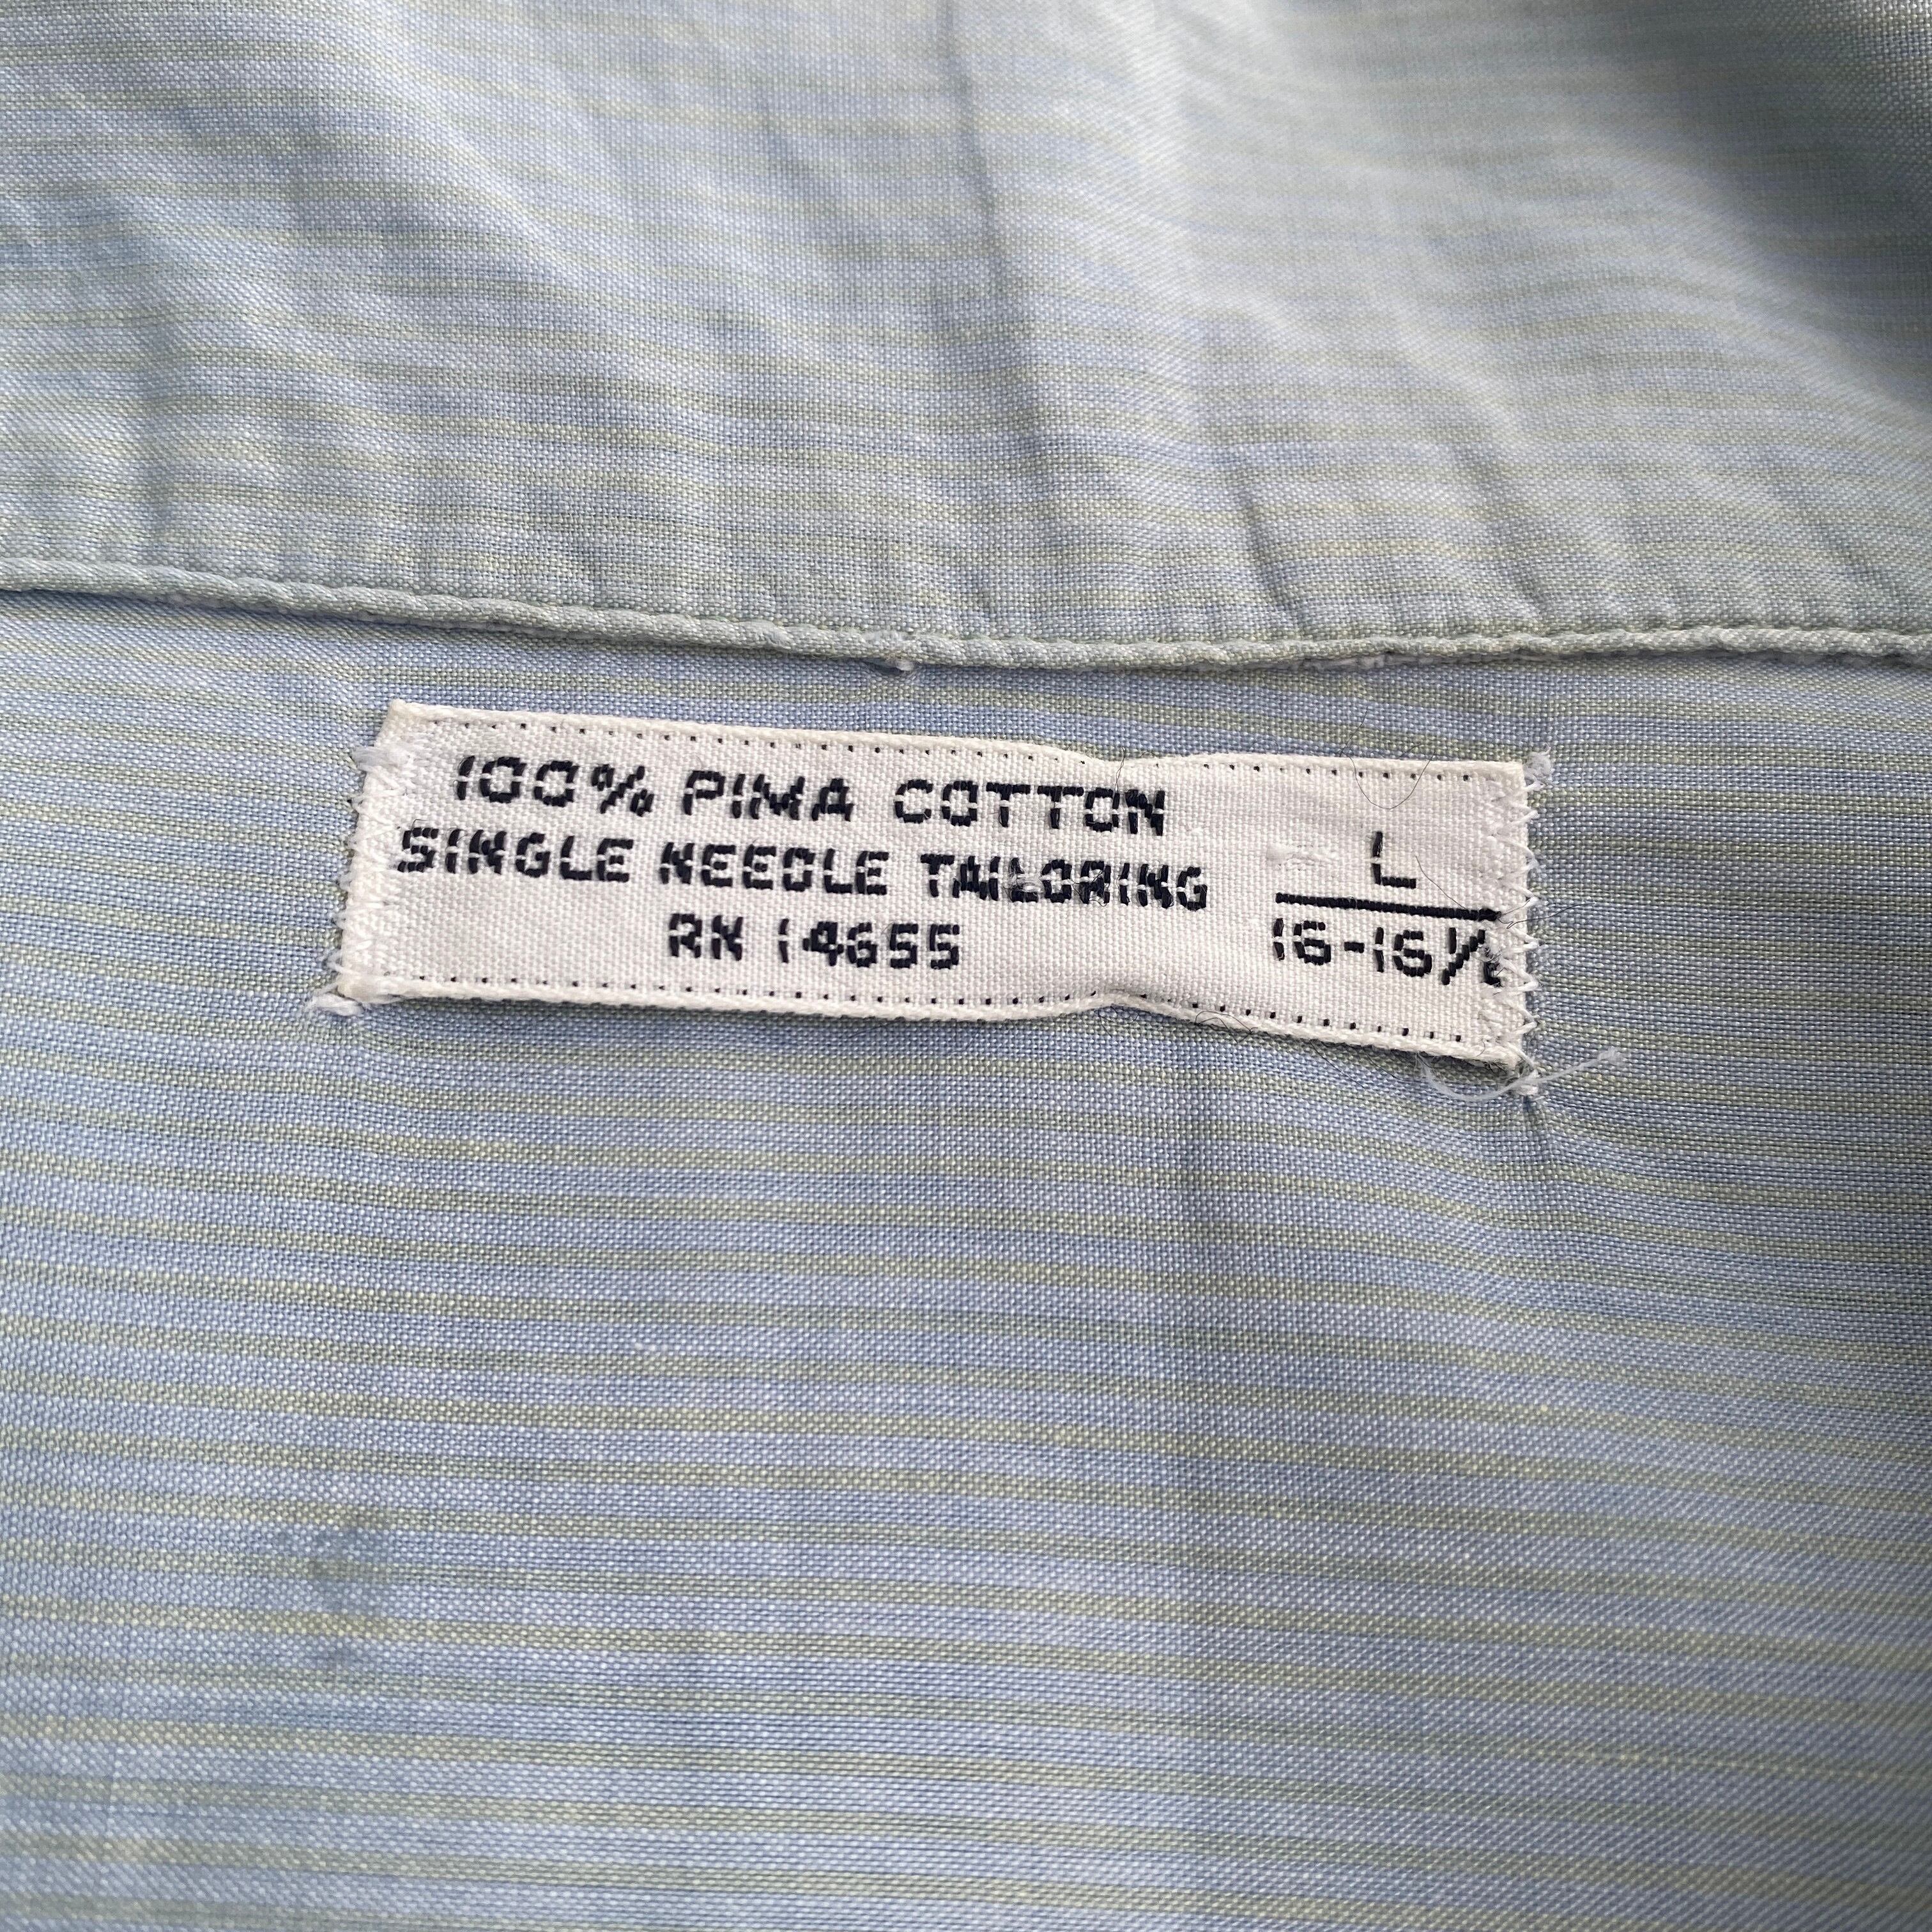 100% PIMA COTTON
SINGLE NEEDLE TAILORING
RN 14655
L
16-16½